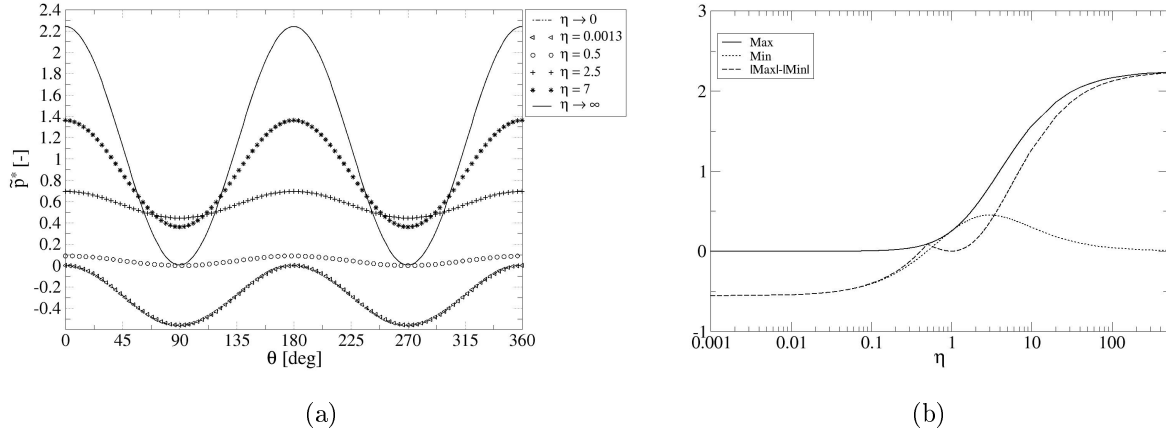 2.4
2.2
2
1.8
1.6
1.4
1.2
1
0.8
0.6
0.4
0.2
0
-0.2
-0.4
p̃* [-]
0 45 90 135 180 225 270 315 360
θ [deg]
η → 0
η = 0.0013
η = 0.5
η = 2.5
η = 7
η → ∞
(a)
3
2
1
0
-1
Max
Min
|Max|-|Min|
0.001 0.01 0.1 1 10 100
η
(b)